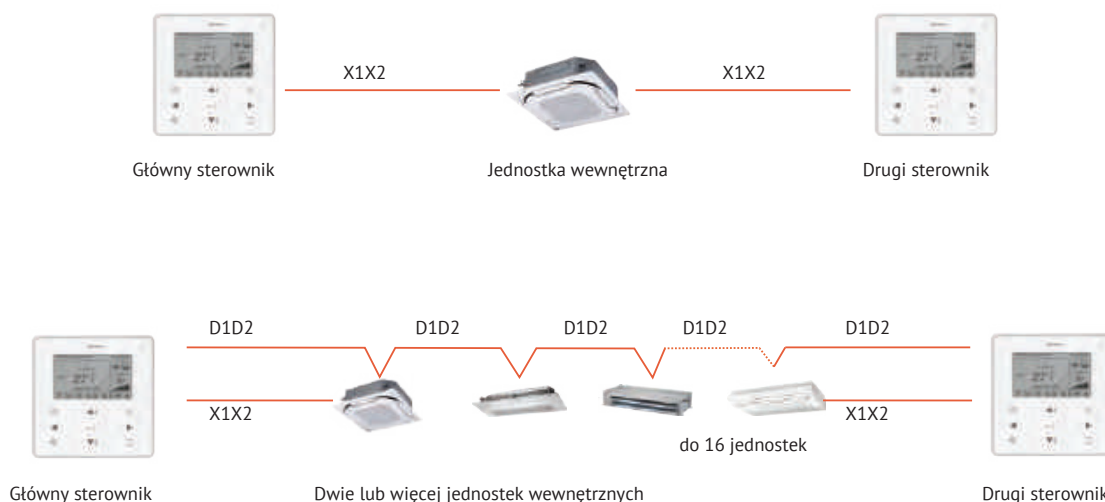 X1X2
X1X2
Główny sterownik
Jednostka wewnętrzna
Drugi sterownik
D1D2
D1D2
D1D2
D1D2
D1D2
X1X2
X1X2
do 16 jednostek
Główny sterownik
Dwie lub więcej jednostek wewnętrznych
Drugi sterownik